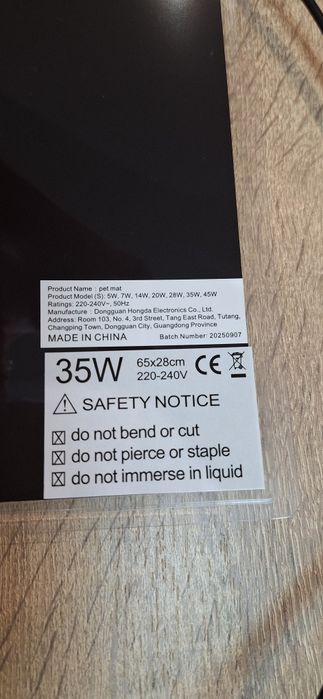 Product Name : pet mat
Product Model (S): 5W, 7W, 14W, 20W, 28W, 35W, 45W
Ratings: 220-240V~, 50Hz
Manufacture : Dongguan Hongda Electronics Co., Ltd.
Address: Room 103, No. 4, 3rd Street, Tang East Road, Tutang,
Changping Town, Dongguan City, Guangdong Province
MADE IN CHINA Batch Number: 20250907
35W 65x28cm CE
220-240V
SAFETY NOTICE
do not bend or cut
do not pierce or staple
do not immerse in liquid